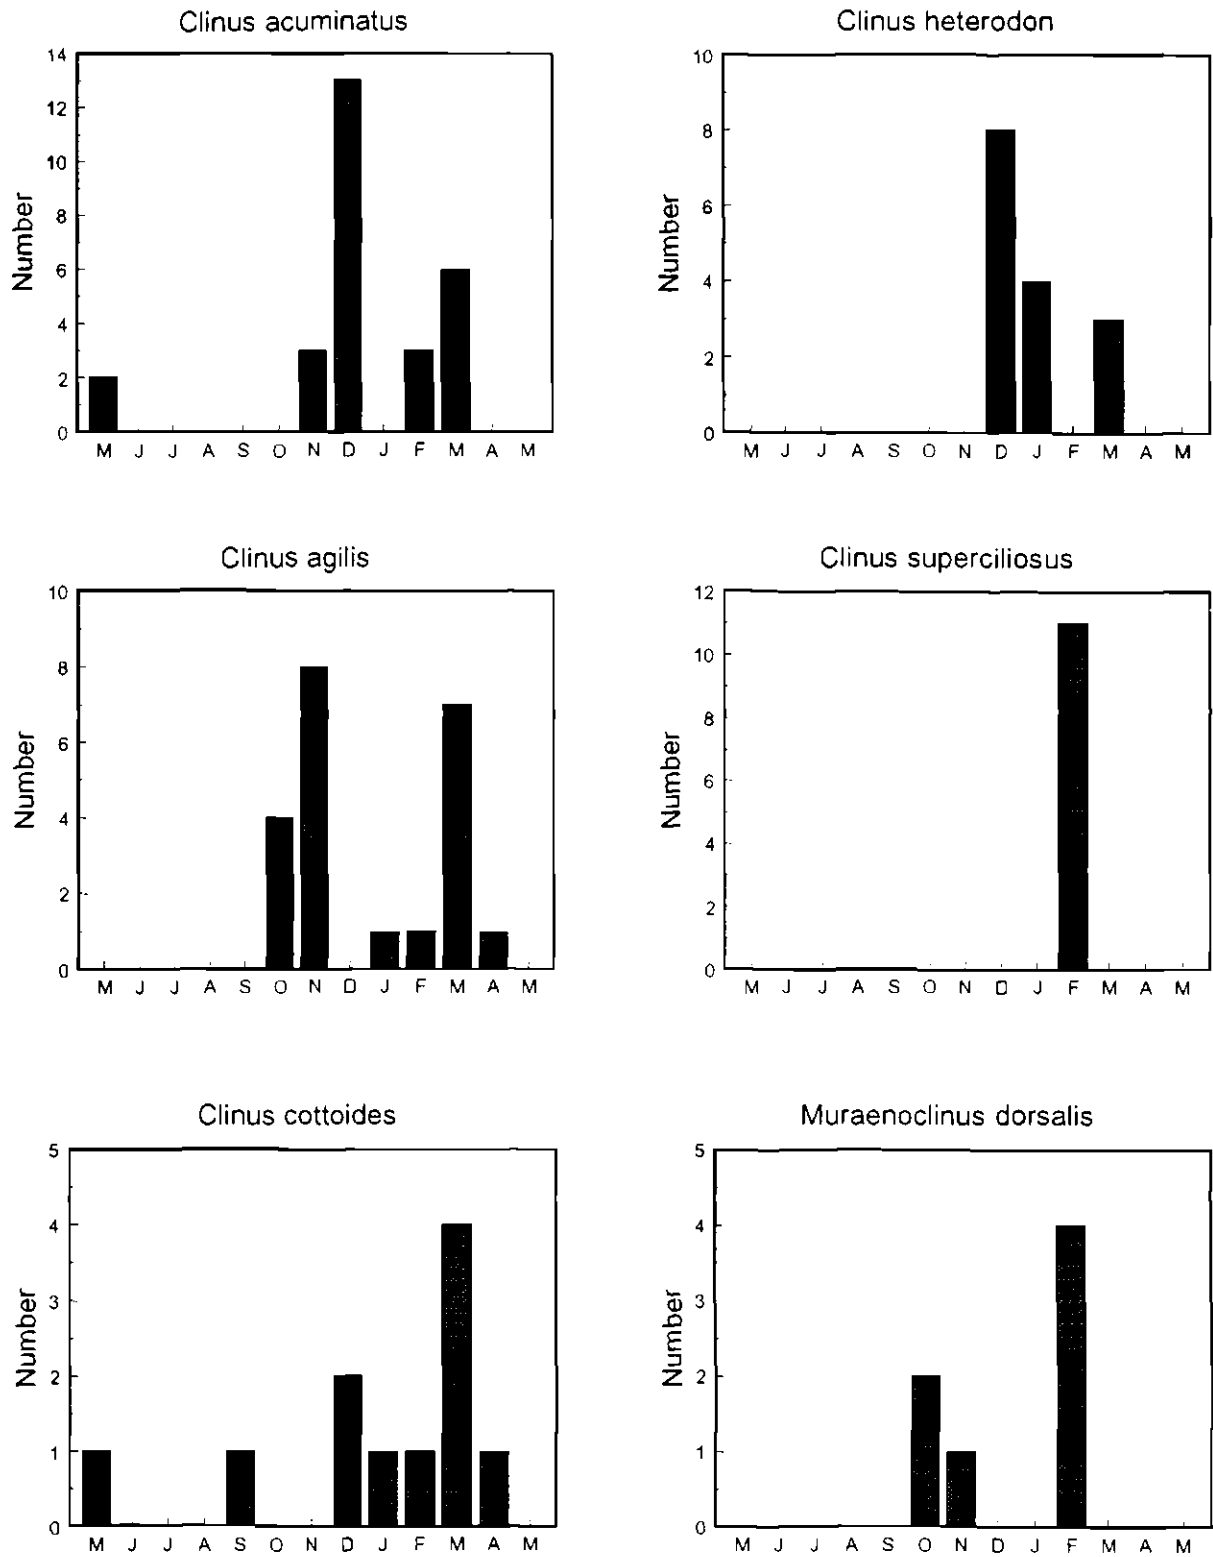 Clinus acuminatus
14
12
10
8
6
4
2
0
Number
M J J A S O N D J F M A M
Clinus heterodon
10
8
6
4
2
0
Number
M J J A S O N D J F M A M
Clinus agilis
10
8
6
4
2
0
Number
M J J A S O N D J F M A M
Clinus superciliosus
12
10
8
6
4
2
0
Number
M J J A S O N D J F M A M
Clinus cottoides
5
4
3
2
1
0
Number
M J J A S O N D J F M A M
Muraenoclinus dorsalis
5
4
3
2
1
0
Number
M J J A S O N D J F M A M